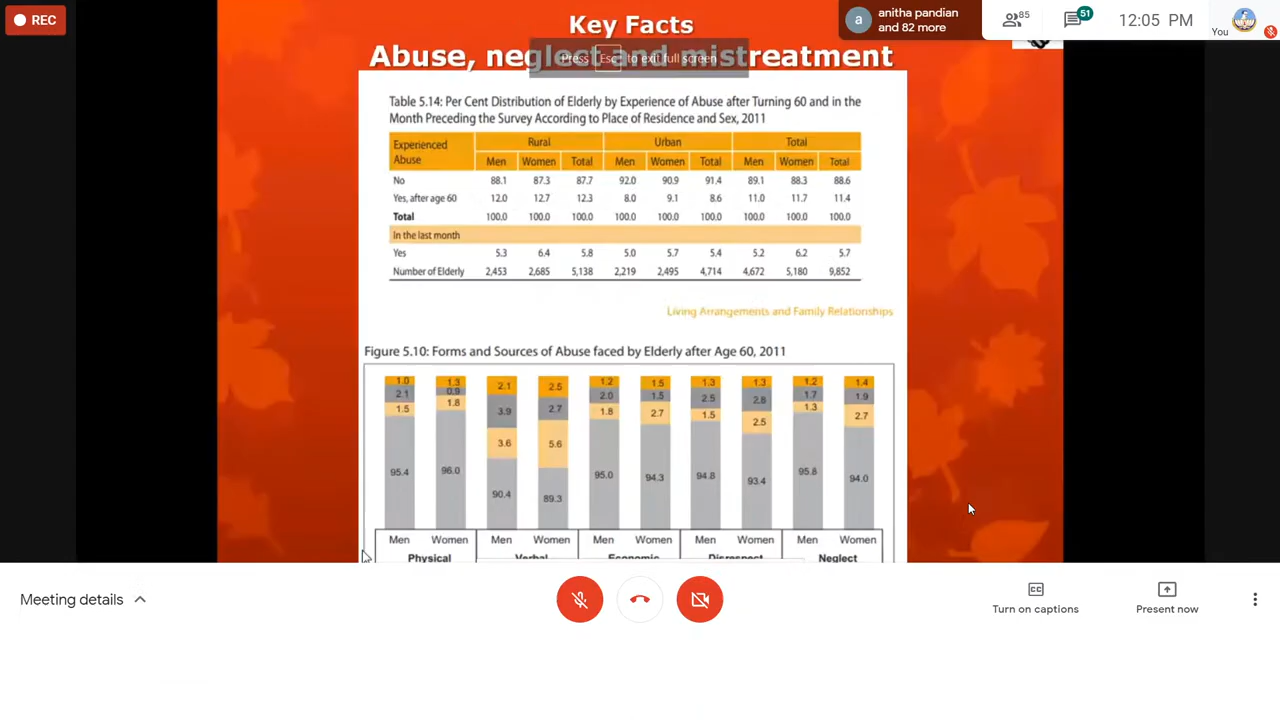 REC
Key Facts
Abuse, neglect and mistreatment
Press Esc to exit full screen
a
anitha pandian
and 82 more
85
51
12:05 PM
You
Table 5.14: Per Cent Distribution of Elderly by Experience of Abuse after Turning 60 and in the
Month Preceding the Survey According to Place of Residence and Sex, 2011
Experienced Abuse Rural Urban Total
Men Women Total Men Women Total Men Women Total
No 88.1 87.3 87.7 92.0 90.9 91.4 89.1 88.3 88.6
Yes, after age 60 12.0 12.7 12.3 8.0 9.1 8.6 11.0 11.7 11.4
Total 100.0 100.0 100.0 100.0 100.0 100.0 100.0 100.0 100.0
In the last month
Yes 5.3 6.4 5.8 5.0 5.7 5.4 5.2 6.2 5.7
Number of Elderly 2,453 2,685 5,138 2,219 2,495 4,714 4,672 5,180 9,852
Living Arrangements and Family Relationships
Figure 5.10: Forms and Sources of Abuse faced by Elderly after Age 60, 2011
1.0 1.3 2.1 2.5 1.2 1.5 1.3 1.3 1.2 1.4
2.1 0.9 3.9 2.7 2.0 1.5 2.5 2.8 1.7 1.9
1.5 1.8 3.6 5.6 1.8 2.7 1.5 2.5 1.3 2.7
95.4 96.0 90.4 89.3 95.0 94.3 94.8 93.4 95.8 94.0
Men Women Men Women Men Women Men Women Men Women
Physical Verbal Economic Disrespect Neglect
Meeting details
CC
Turn on captions
Present now